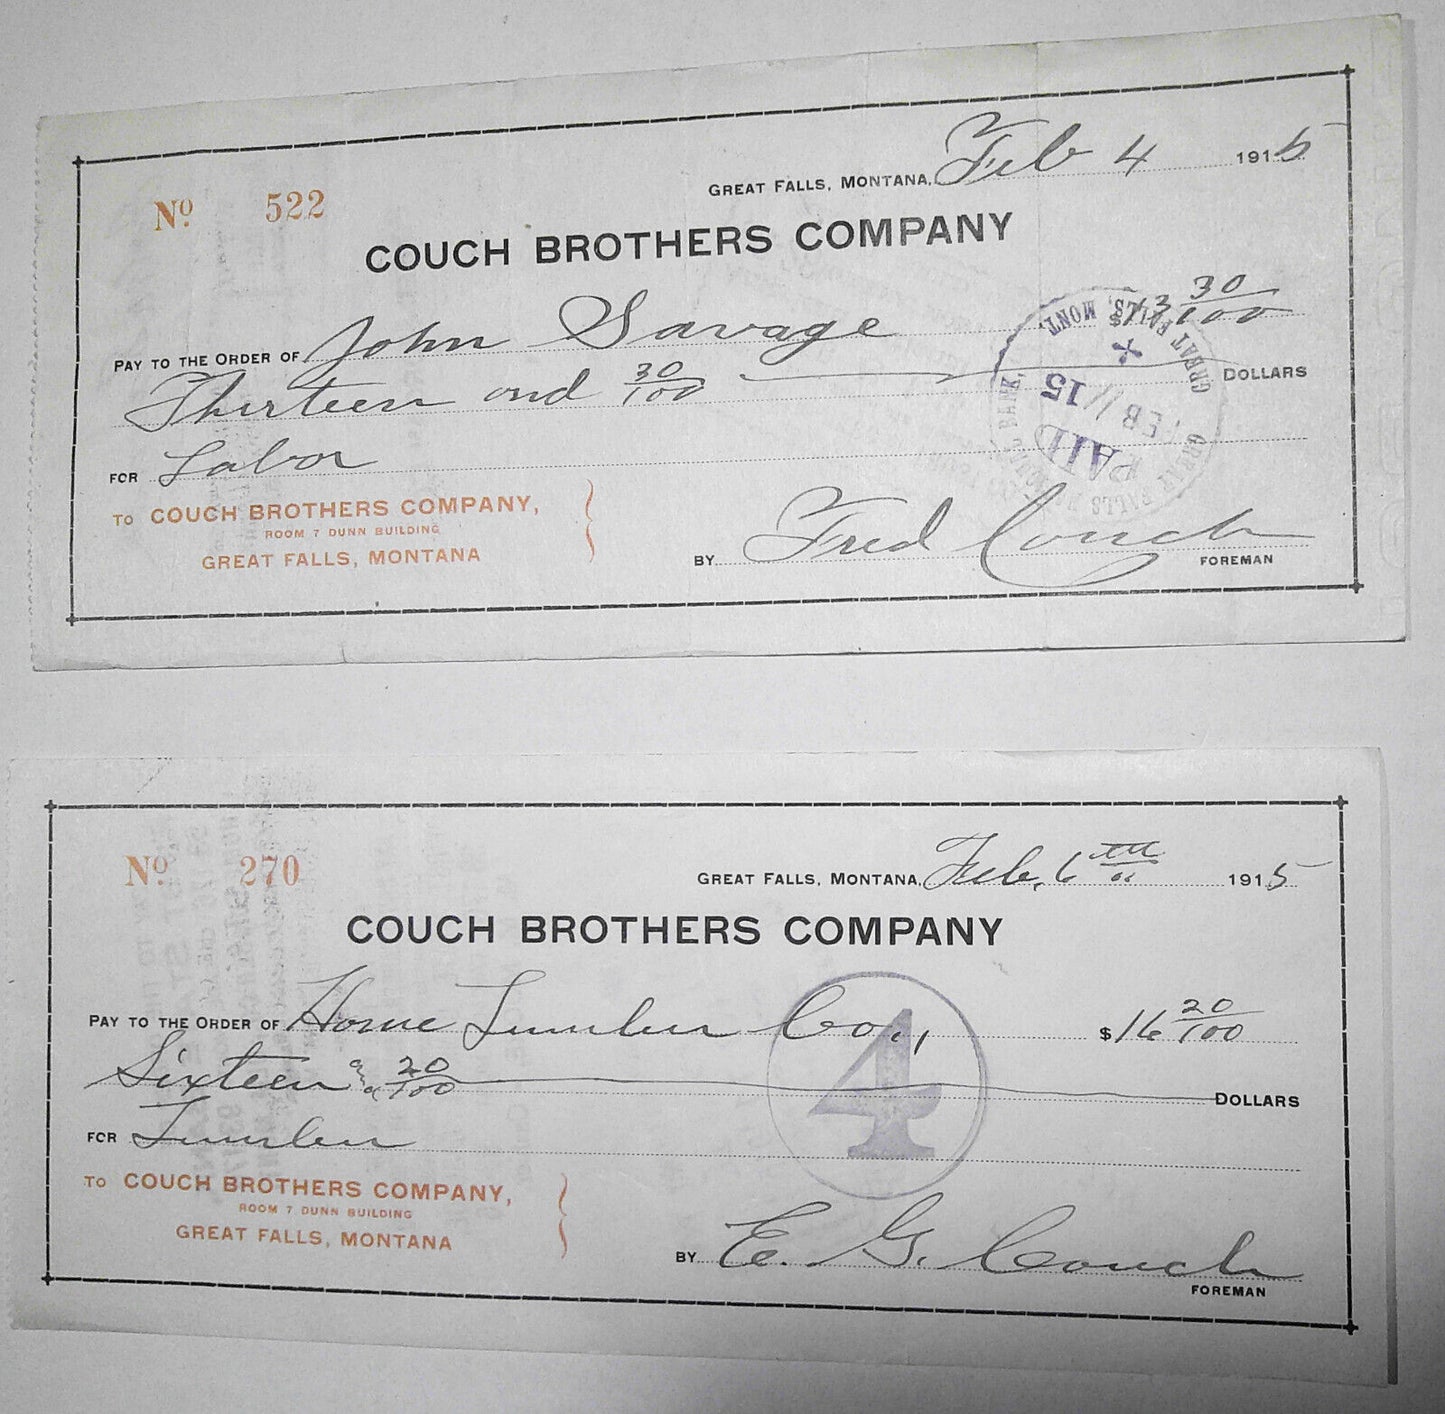 GREAT FALLS, MONTANA, Feb 4 1915
Nº 522
COUCH BROTHERS COMPANY
PAY TO THE ORDER OF John Savage $13 30/100
Thirteen and 30/100 DOLLARS
FOR Labor
TO COUCH BROTHERS COMPANY,
ROOM 7 DUNN BUILDING
GREAT FALLS, MONTANA
BY Fred Couch
FOREMAN
PAID
FEB 11 15
GREAT FALLS, MONT.
Nº 270
GREAT FALLS, MONTANA, Feb. 6th 1915
COUCH BROTHERS COMPANY
PAY TO THE ORDER OF Home Lumber Co., $16 20/100
Sixteen & 20/100 DOLLARS
FOR Lumber
4
TO COUCH BROTHERS COMPANY,
ROOM 7 DUNN BUILDING
GREAT FALLS, MONTANA
BY E. G. Couch
FOREMAN